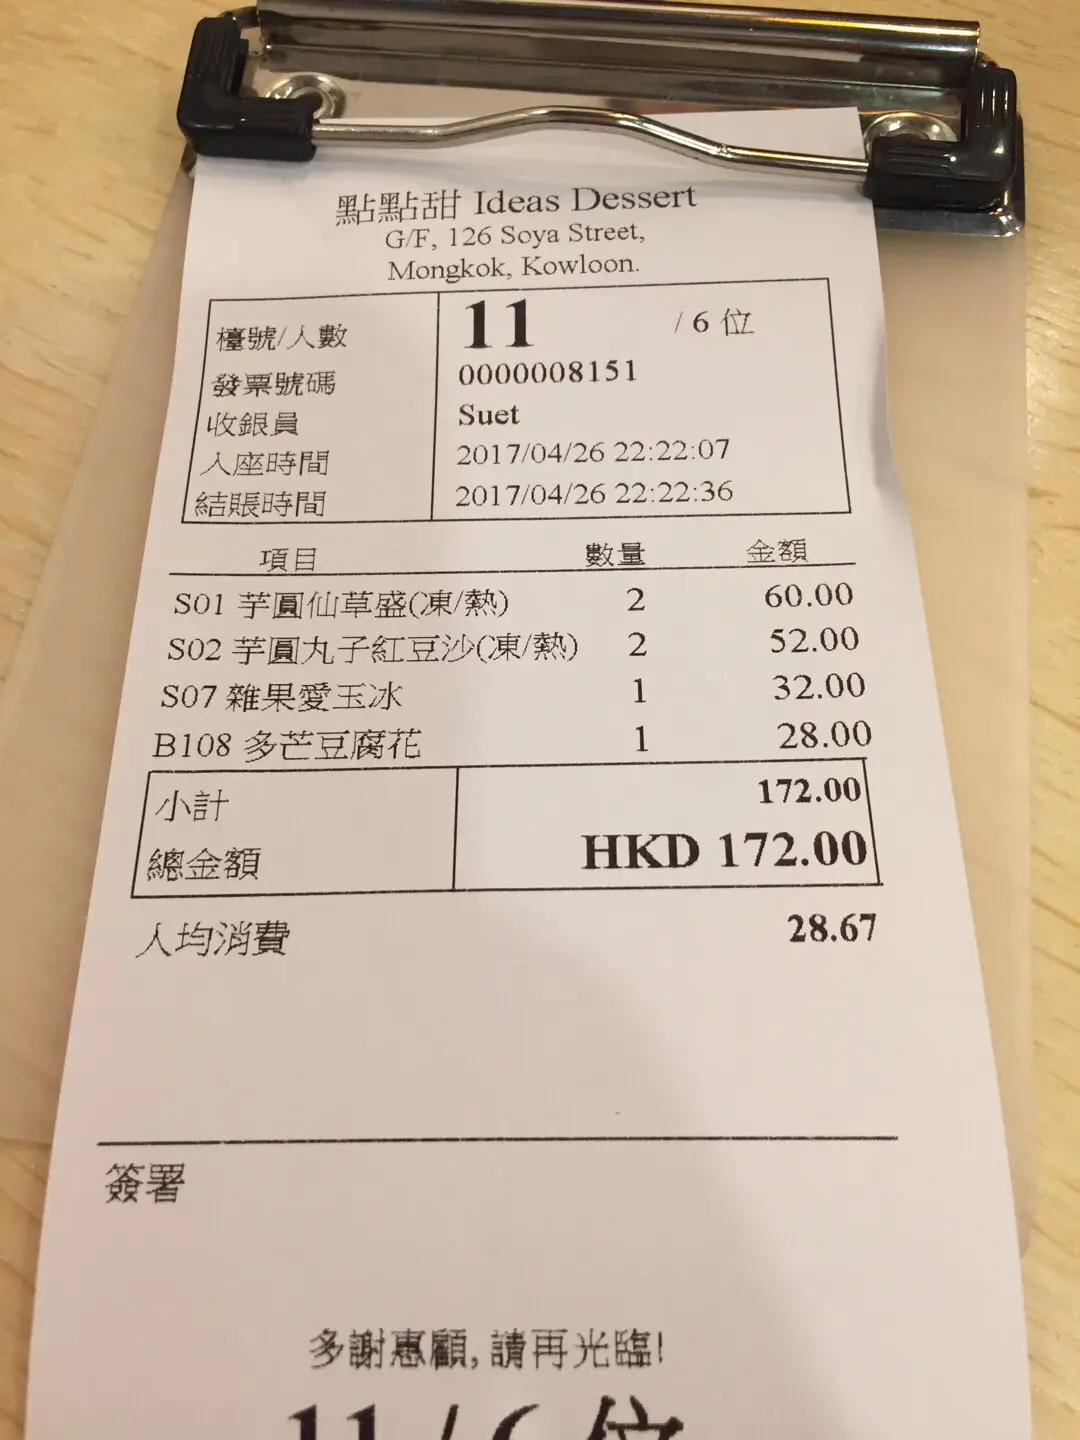 點點甜 Ideas Dessert
G/F, 126 Soya Street,
Mongkok, Kowloon.
檯號/人數 11 / 6 位
發票號碼 0000008151
收銀員 Suet
入座時間 2017/04/26 22:22:07
結賬時間 2017/04/26 22:22:36
項目 數量 金額
S01 芋圓仙草盛(凍/熱) 2 60.00
S02 芋圓丸子紅豆沙(凍/熱) 2 52.00
S07 雜果愛玉冰 1 32.00
B108 多芒豆腐花 1 28.00
小計 172.00
總金額 HKD 172.00
人均消費 28.67
簽署
多謝惠顧, 請再光臨!
11 / 6 位